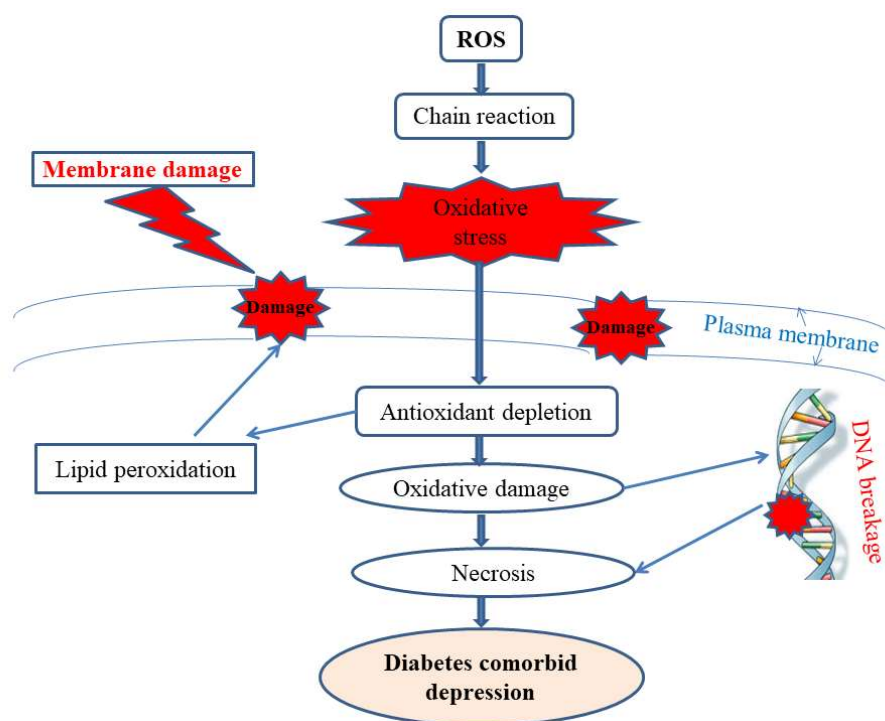 ROS
Chain reaction
Membrane damage
Oxidative
stress
Damage
Damage
Plasma membrane
Antioxidant depletion
Lipid peroxidation
Oxidative damage
DNA breakage
Necrosis
Diabetes comorbid
depression